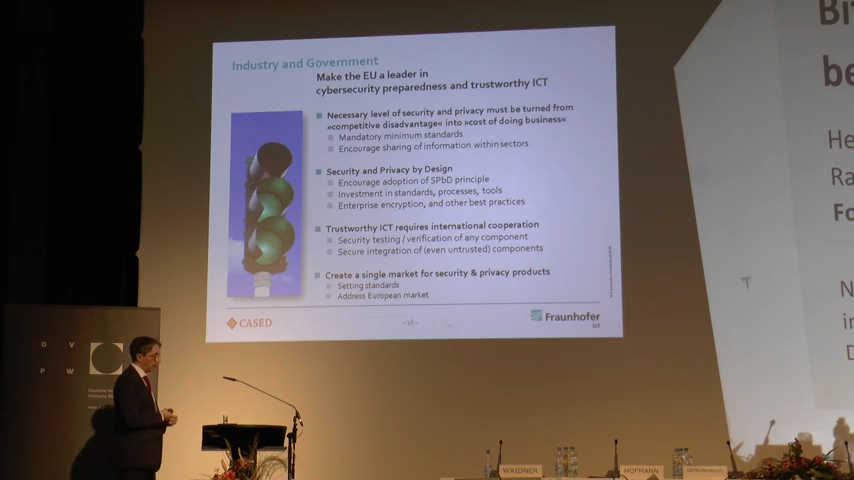 Industry and Government
Make the EU a leader in
cybersecurity preparedness and trustworthy ICT
Necessary level of security and privacy must be turned from
»competitive disadvantage« into »cost of doing business«
Mandatory minimum standards
Encourage sharing of information within sectors
Security and Privacy by Design
Encourage adoption of SPbD principle
Investment in standards, processes, tools
Enterprise encryption, and other best practices
Trustworthy ICT requires international cooperation
Security testing / verification of any component
Secure integration of (even untrusted) components
Create a single market for security & privacy products
Setting standards
Address European market
CASED
Fraunhofer
SIT
D V
P W
WAIDNER
HOFMANN
He
Ra
Fo
N
in
D